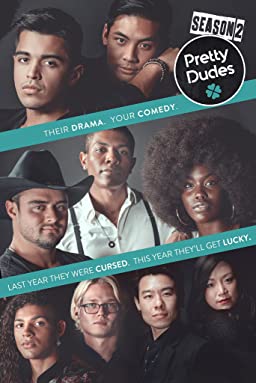 SEASON 2
Pretty
Dudes
THEIR DRAMA. YOUR COMEDY.
LAST YEAR THEY WERE CURSED. THIS YEAR THEY'LL GET LUCKY.